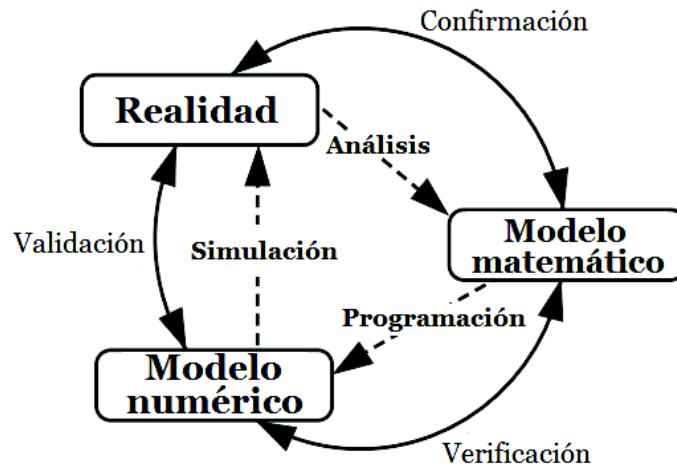 Confirmación
Realidad
Análisis
Validación
Simulación
Modelo
matemático
Programación
Modelo
numérico
Verificación